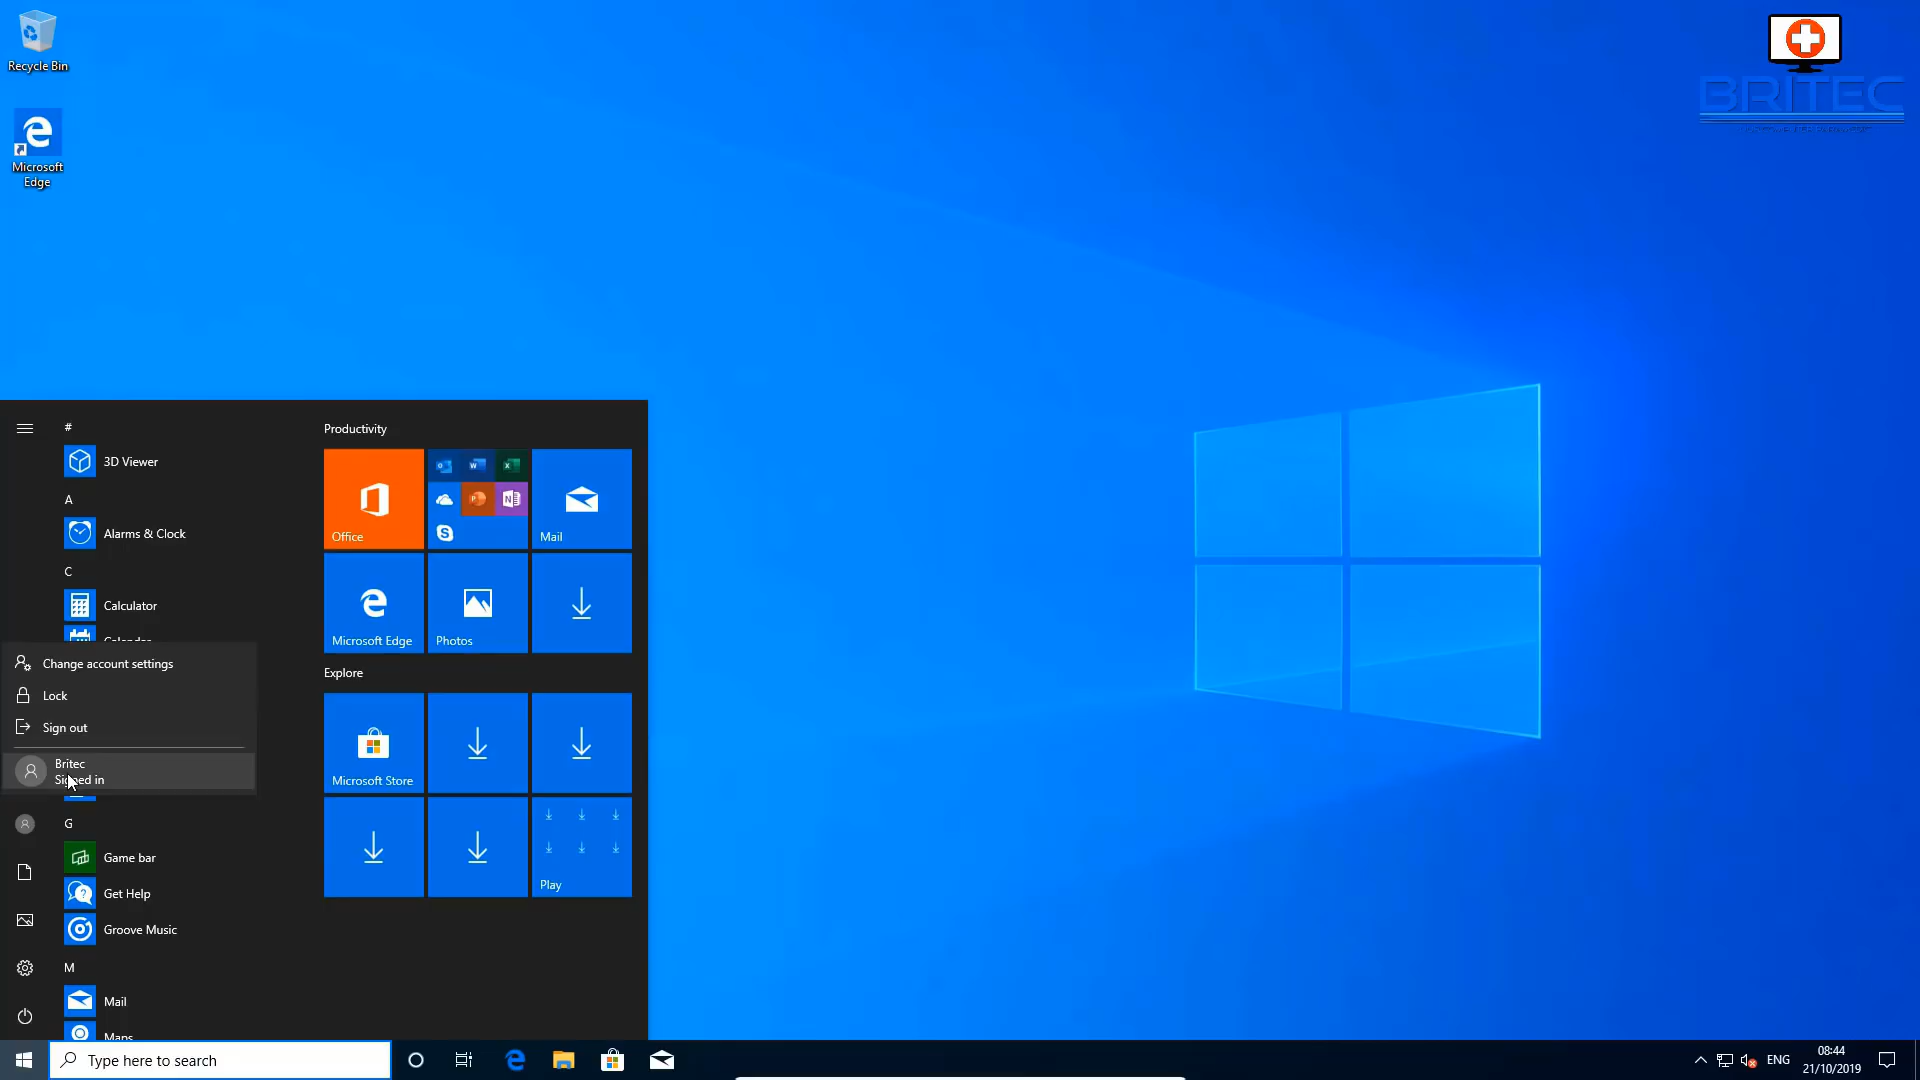 Recycle Bin
Microsoft
Edge
BRITEC
#
3D Viewer
A
Alarms & Clock
C
Calculator
Calendar
Change account settings
Lock
Sign out
Britec
Signed in
G
Game bar
Get Help
Groove Music
M
Mail
Maps
Productivity
Office
Mail
Microsoft Edge
Photos
Explore
Microsoft Store
Play
Type here to search
ENG
08:44
21/10/2019